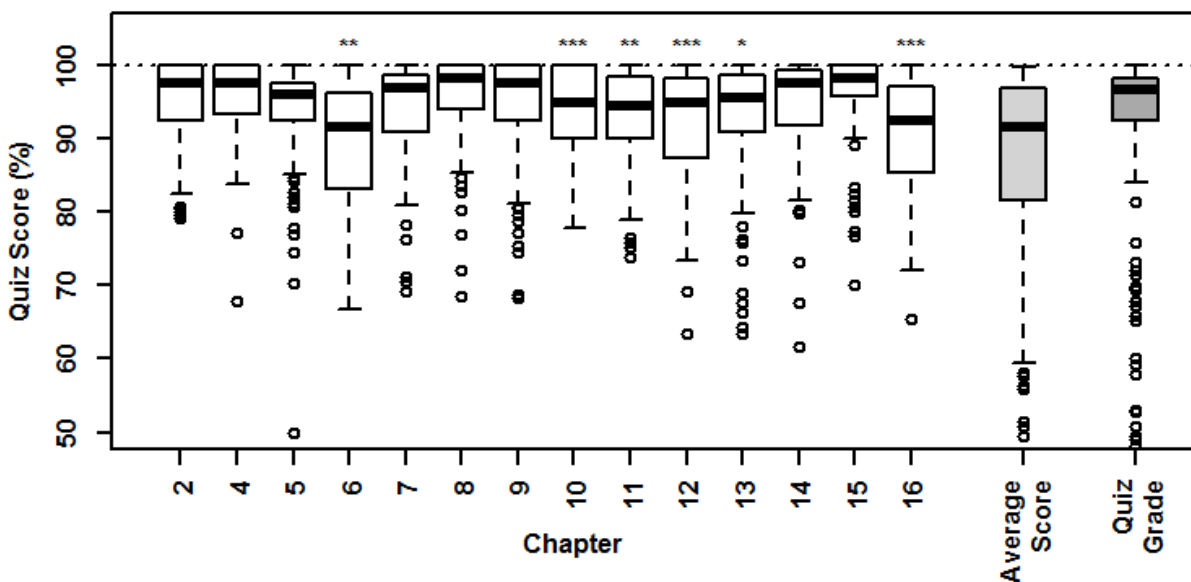 ** *** ** *** * ***
Quiz Score (%)
100
90
80
70
60
50
2 4 5 6 7 8 9 10 11 12 13 14 15 16
Average
Score
Quiz
Grade
Chapter